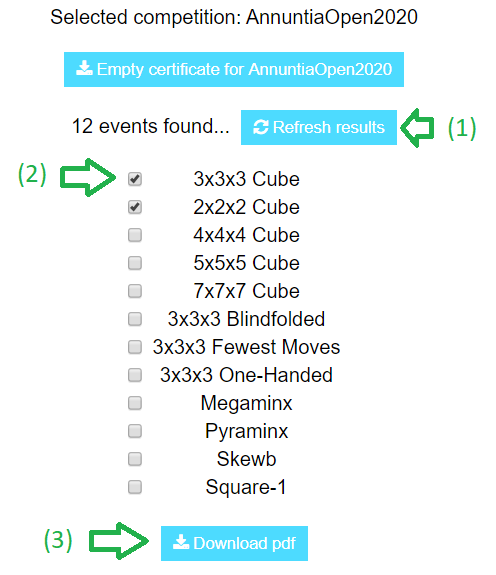 Selected competition: AnnuntiaOpen2020
Empty certificate for AnnuntiaOpen2020
12 events found... Refresh results (1)
(2) 3x3x3 Cube
2x2x2 Cube
4x4x4 Cube
5x5x5 Cube
7x7x7 Cube
3x3x3 Blindfolded
3x3x3 Fewest Moves
3x3x3 One-Handed
Megaminx
Pyraminx
Skewb
Square-1
(3) Download pdf